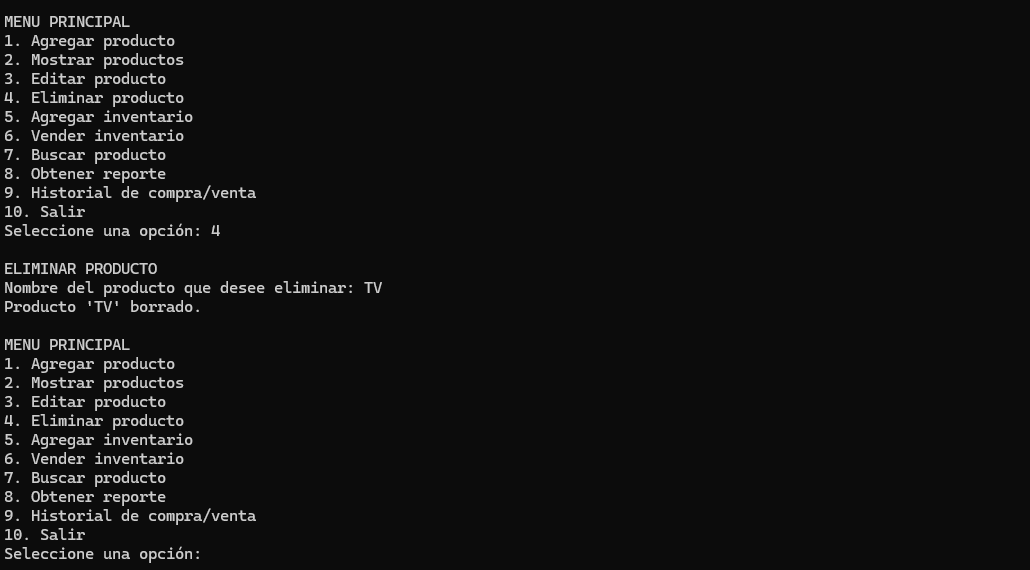 MENU PRINCIPAL
1. Agregar producto
2. Mostrar productos
3. Editar producto
4. Eliminar producto
5. Agregar inventario
6. Vender inventario
7. Buscar producto
8. Obtener reporte
9. Historial de compra/venta
10. Salir
Seleccione una opción: 4
ELIMINAR PRODUCTO
Nombre del producto que desee eliminar: TV
Producto 'TV' borrado.
MENU PRINCIPAL
1. Agregar producto
2. Mostrar productos
3. Editar producto
4. Eliminar producto
5. Agregar inventario
6. Vender inventario
7. Buscar producto
8. Obtener reporte
9. Historial de compra/venta
10. Salir
Seleccione una opción: